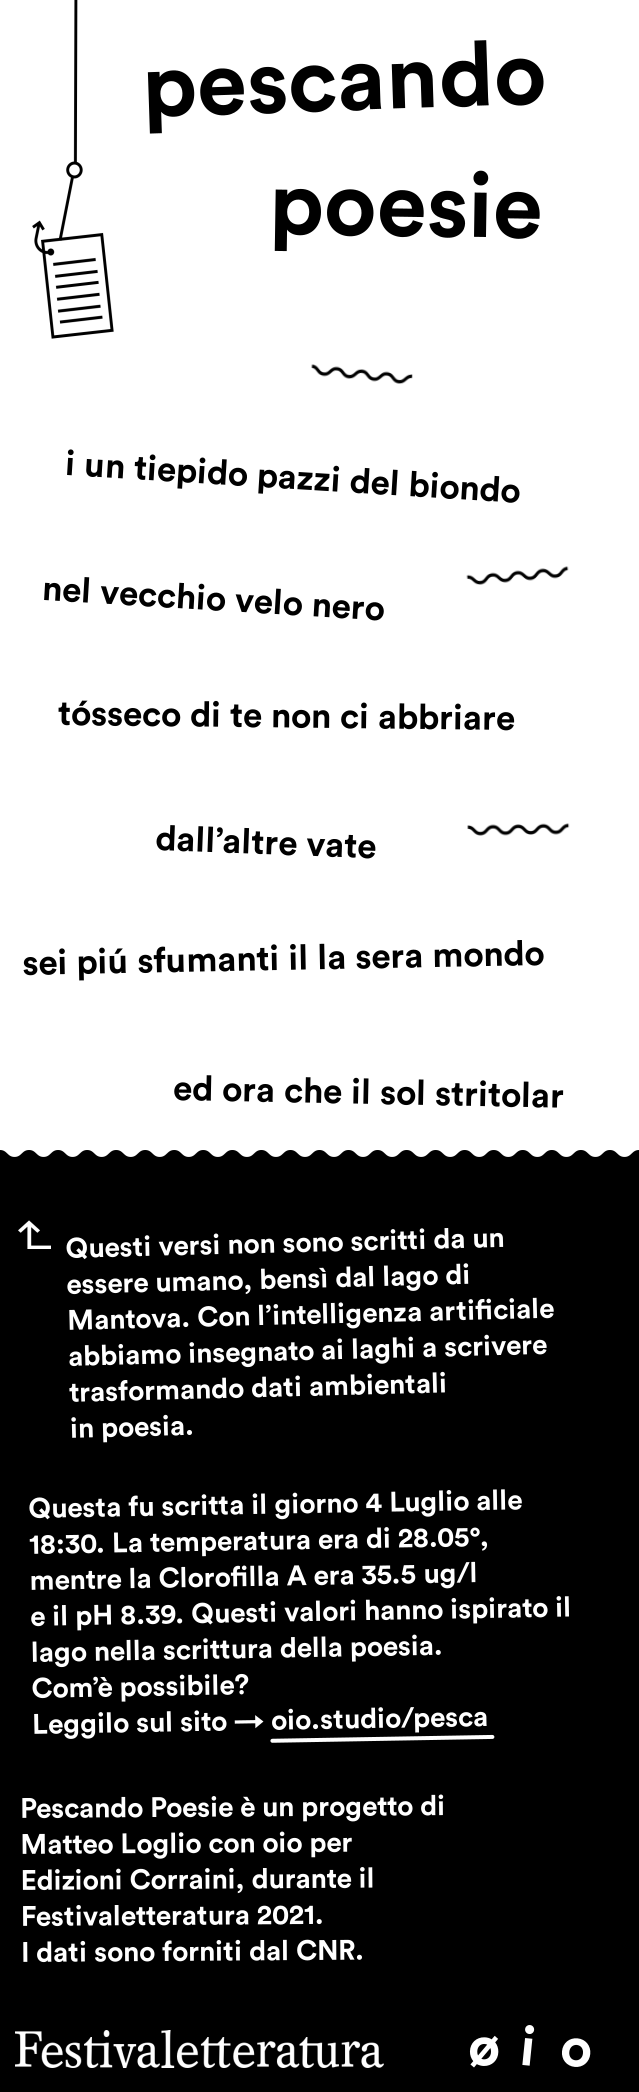 pescando
poesie
i un tiepido pazzi del biondo
nel vecchio velo nero
tósseco di te non ci abbriare
dall’altre vate
sei piú sfumanti il la sera mondo
ed ora che il sol stritolar
Questi versi non sono scritti da un
essere umano, bensì dal lago di
Mantova. Con l’intelligenza artificiale
abbiamo insegnato ai laghi a scrivere
trasformando dati ambientali
in poesia.
Questa fu scritta il giorno 4 Luglio alle
18:30. La temperatura era di 28.05°,
mentre la Clorofilla A era 35.5 ug/l
e il pH 8.39. Questi valori hanno ispirato il
lago nella scrittura della poesia.
Com’è possibile?
Leggilo sul sito → oio.studio/pesca
Pescando Poesie è un progetto di
Matteo Loglio con oio per
Edizioni Corraini, durante il
Festivaletteratura 2021.
I dati sono forniti dal CNR.
Festivaletteratura ø i o